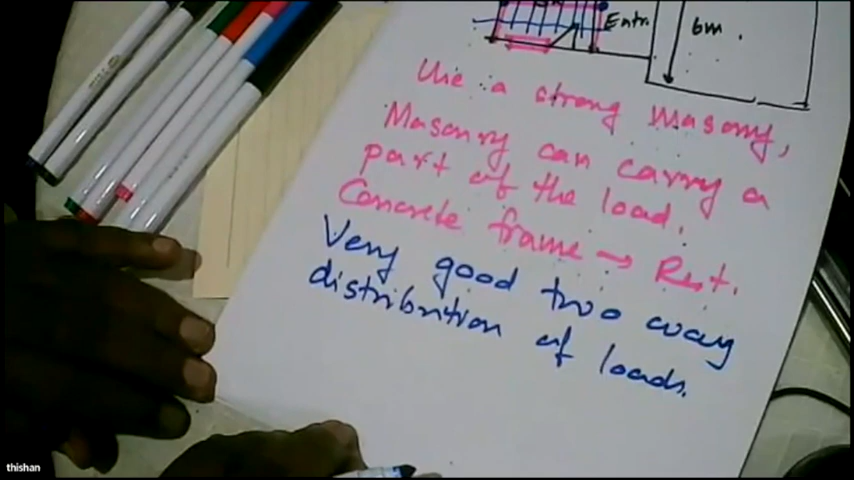 Entr.
6m
Use a strong masonry,
Masonry can carry a
part of the load.
Concrete frame → Rest.
Very good two way
distribution of loads.
thishan